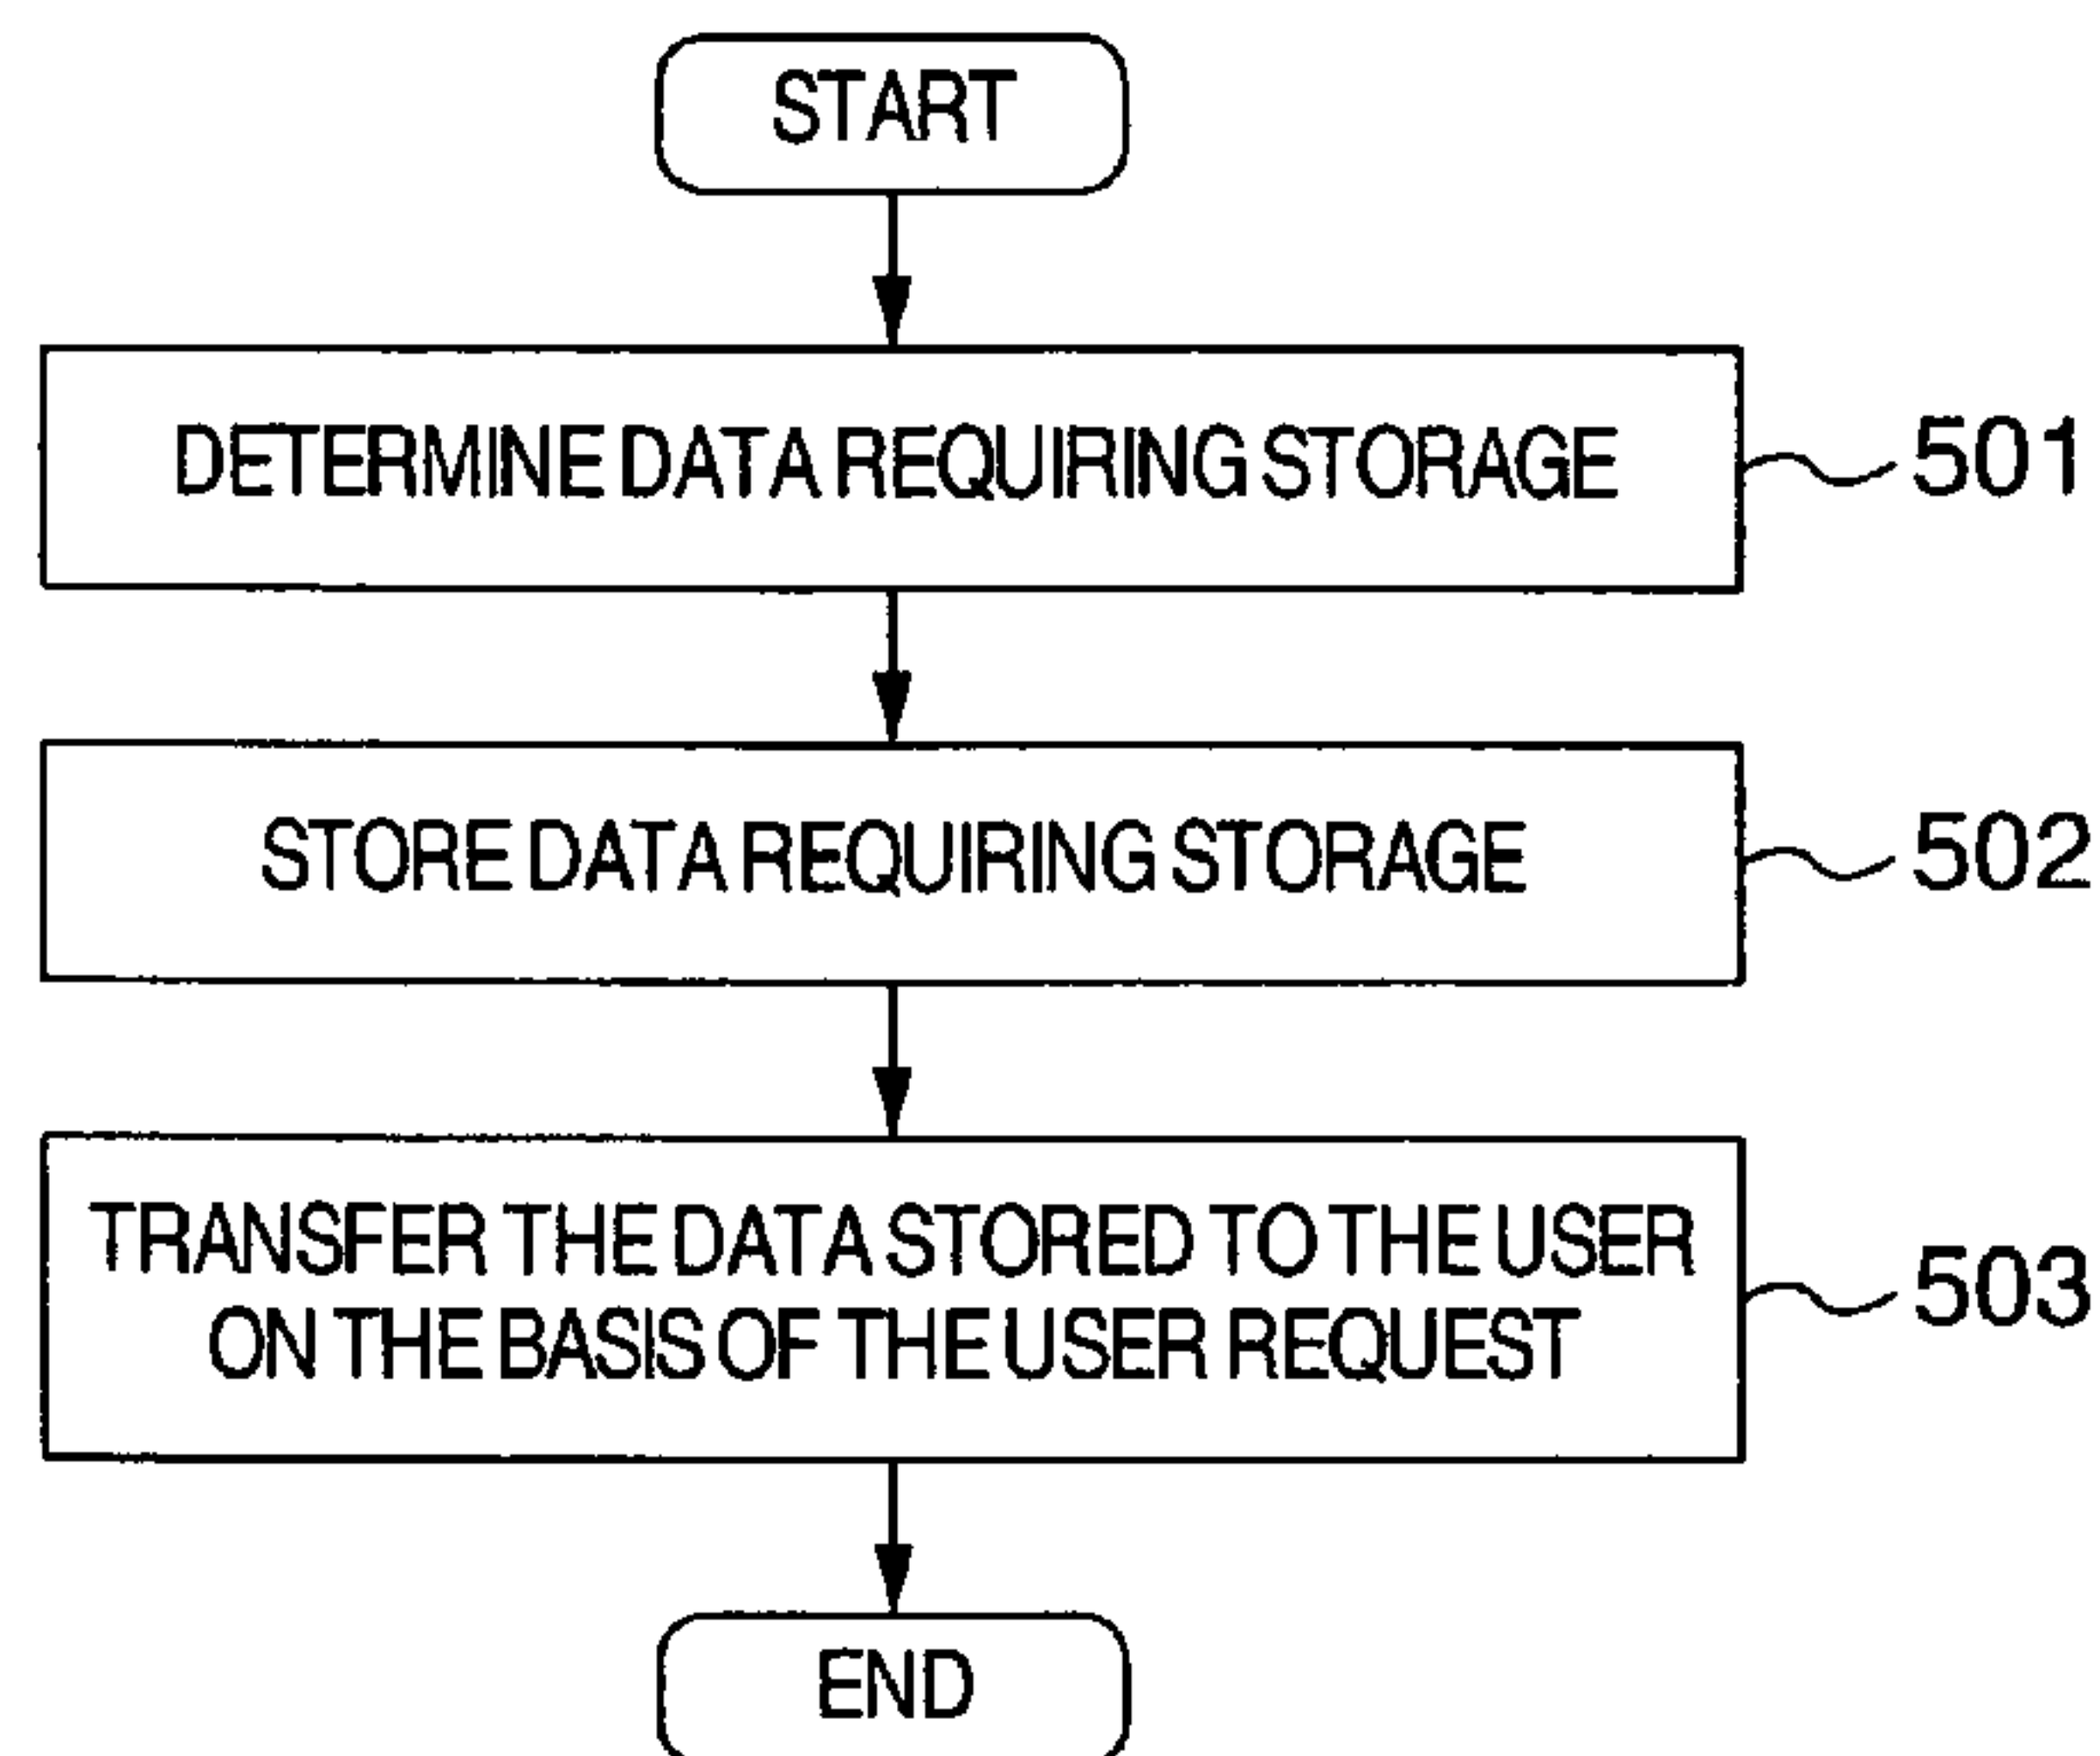 START
DETERMINE DATA REQUIRING STORAGE
501
STORE DATA REQUIRING STORAGE
502
TRANSFER THE DATA STORED TO THE USER
ON THE BASIS OF THE USER REQUEST
503
END